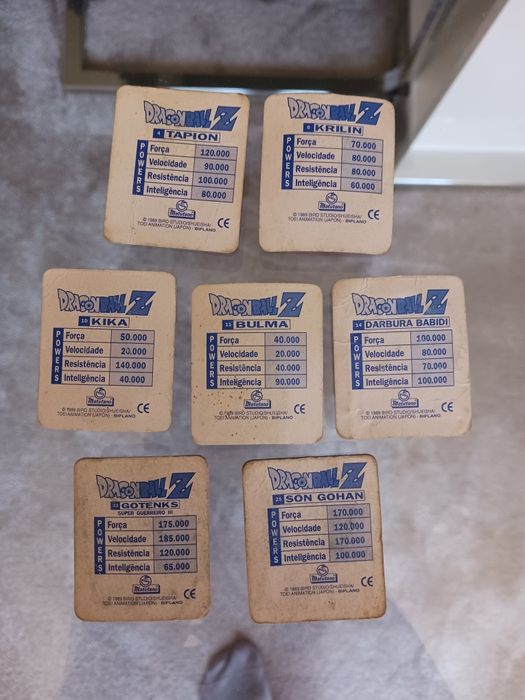 DRAGON BALL Z
4 TAPION
POWERS
Força 120.000
Velocidade 90.000
Resistência 100.000
Inteligência 80.000
Matutano
© 1989 BIRD STUDIO/SHUEISHA/
TOEI ANIMATION (JAPON) - BIPLANO
CE
DRAGON BALL Z
6 KRILIN
POWERS
Força 70.000
Velocidade 80.000
Resistência 80.000
Inteligência 60.000
Matutano
© 1989 BIRD STUDIO/SHUEISHA/
TOEI ANIMATION (JAPON) - BIPLANO
CE
DRAGON BALL Z
10 KIKA
POWERS
Força 50.000
Velocidade 20.000
Resistência 140.000
Inteligência 40.000
Matutano
© 1989 BIRD STUDIO/SHUEISHA/
TOEI ANIMATION (JAPON) - BIPLANO
CE
DRAGON BALL Z
11 BULMA
POWERS
Força 40.000
Velocidade 20.000
Resistência 40.000
Inteligência 90.000
Matutano
© 1989 BIRD STUDIO/SHUEISHA/
TOEI ANIMATION (JAPON) - BIPLANO
CE
DRAGON BALL Z
14 DARBURA BABIDI
POWERS
Força 100.000
Velocidade 80.000
Resistência 70.000
Inteligência 100.000
Matutano
© 1989 BIRD STUDIO/SHUEISHA/
TOEI ANIMATION (JAPON) - BIPLANO
CE
DRAGON BALL Z
GOTENKS
SUPER GUERREIRO III
POWERS
Força 175.000
Velocidade 185.000
Resistência 120.000
Inteligência 65.000
Matutano
© 1989 BIRD STUDIO/SHUEISHA/
TOEI ANIMATION (JAPON) - BIPLANO
CE
DRAGON BALL Z
25 SON GOHAN
POWERS
Força 170.000
Velocidade 120.000
Resistência 170.000
Inteligência 100.000
Matutano
© 1989 BIRD STUDIO/SHUEISHA/
TOEI ANIMATION (JAPON) - BIPLANO
CE